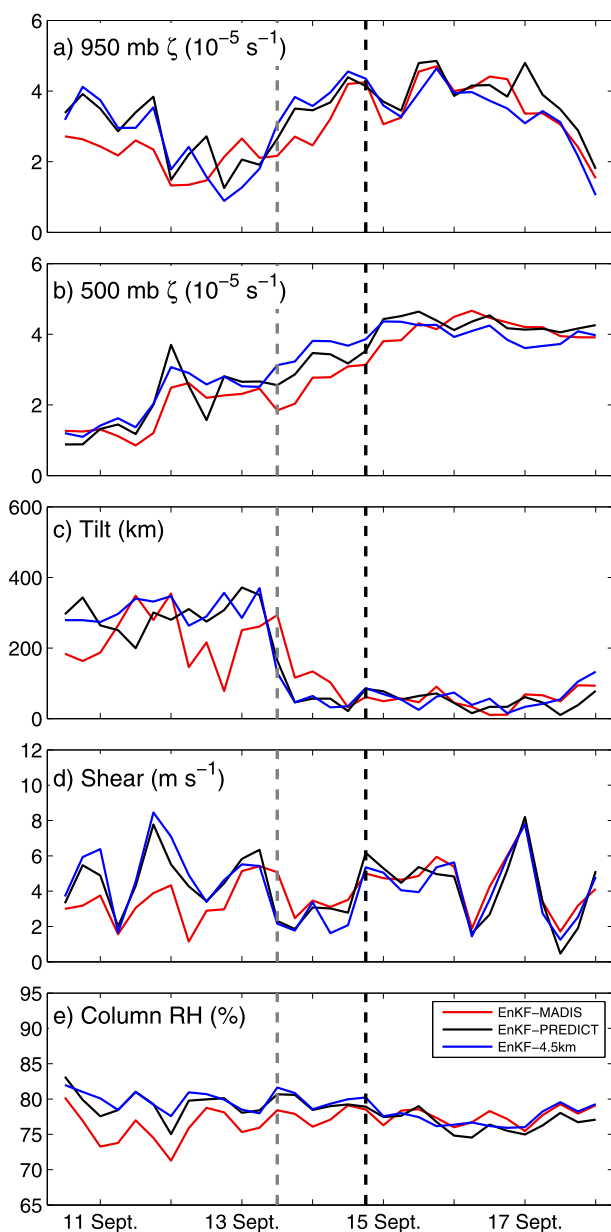 6
a) 950 mb ζ (10⁻⁵ s⁻¹)
4
2
0
6
b) 500 mb ζ (10⁻⁵ s⁻¹)
4
2
0
600
c) Tilt (km)
400
200
0
12
d) Shear (m s⁻¹)
10
8
6
4
2
0
95
e) Column RH (%)
90
85
80
75
70
65
EnKF−MADIS
EnKF−PREDICT
EnKF−4.5km
11 Sept. 13 Sept. 15 Sept. 17 Sept.